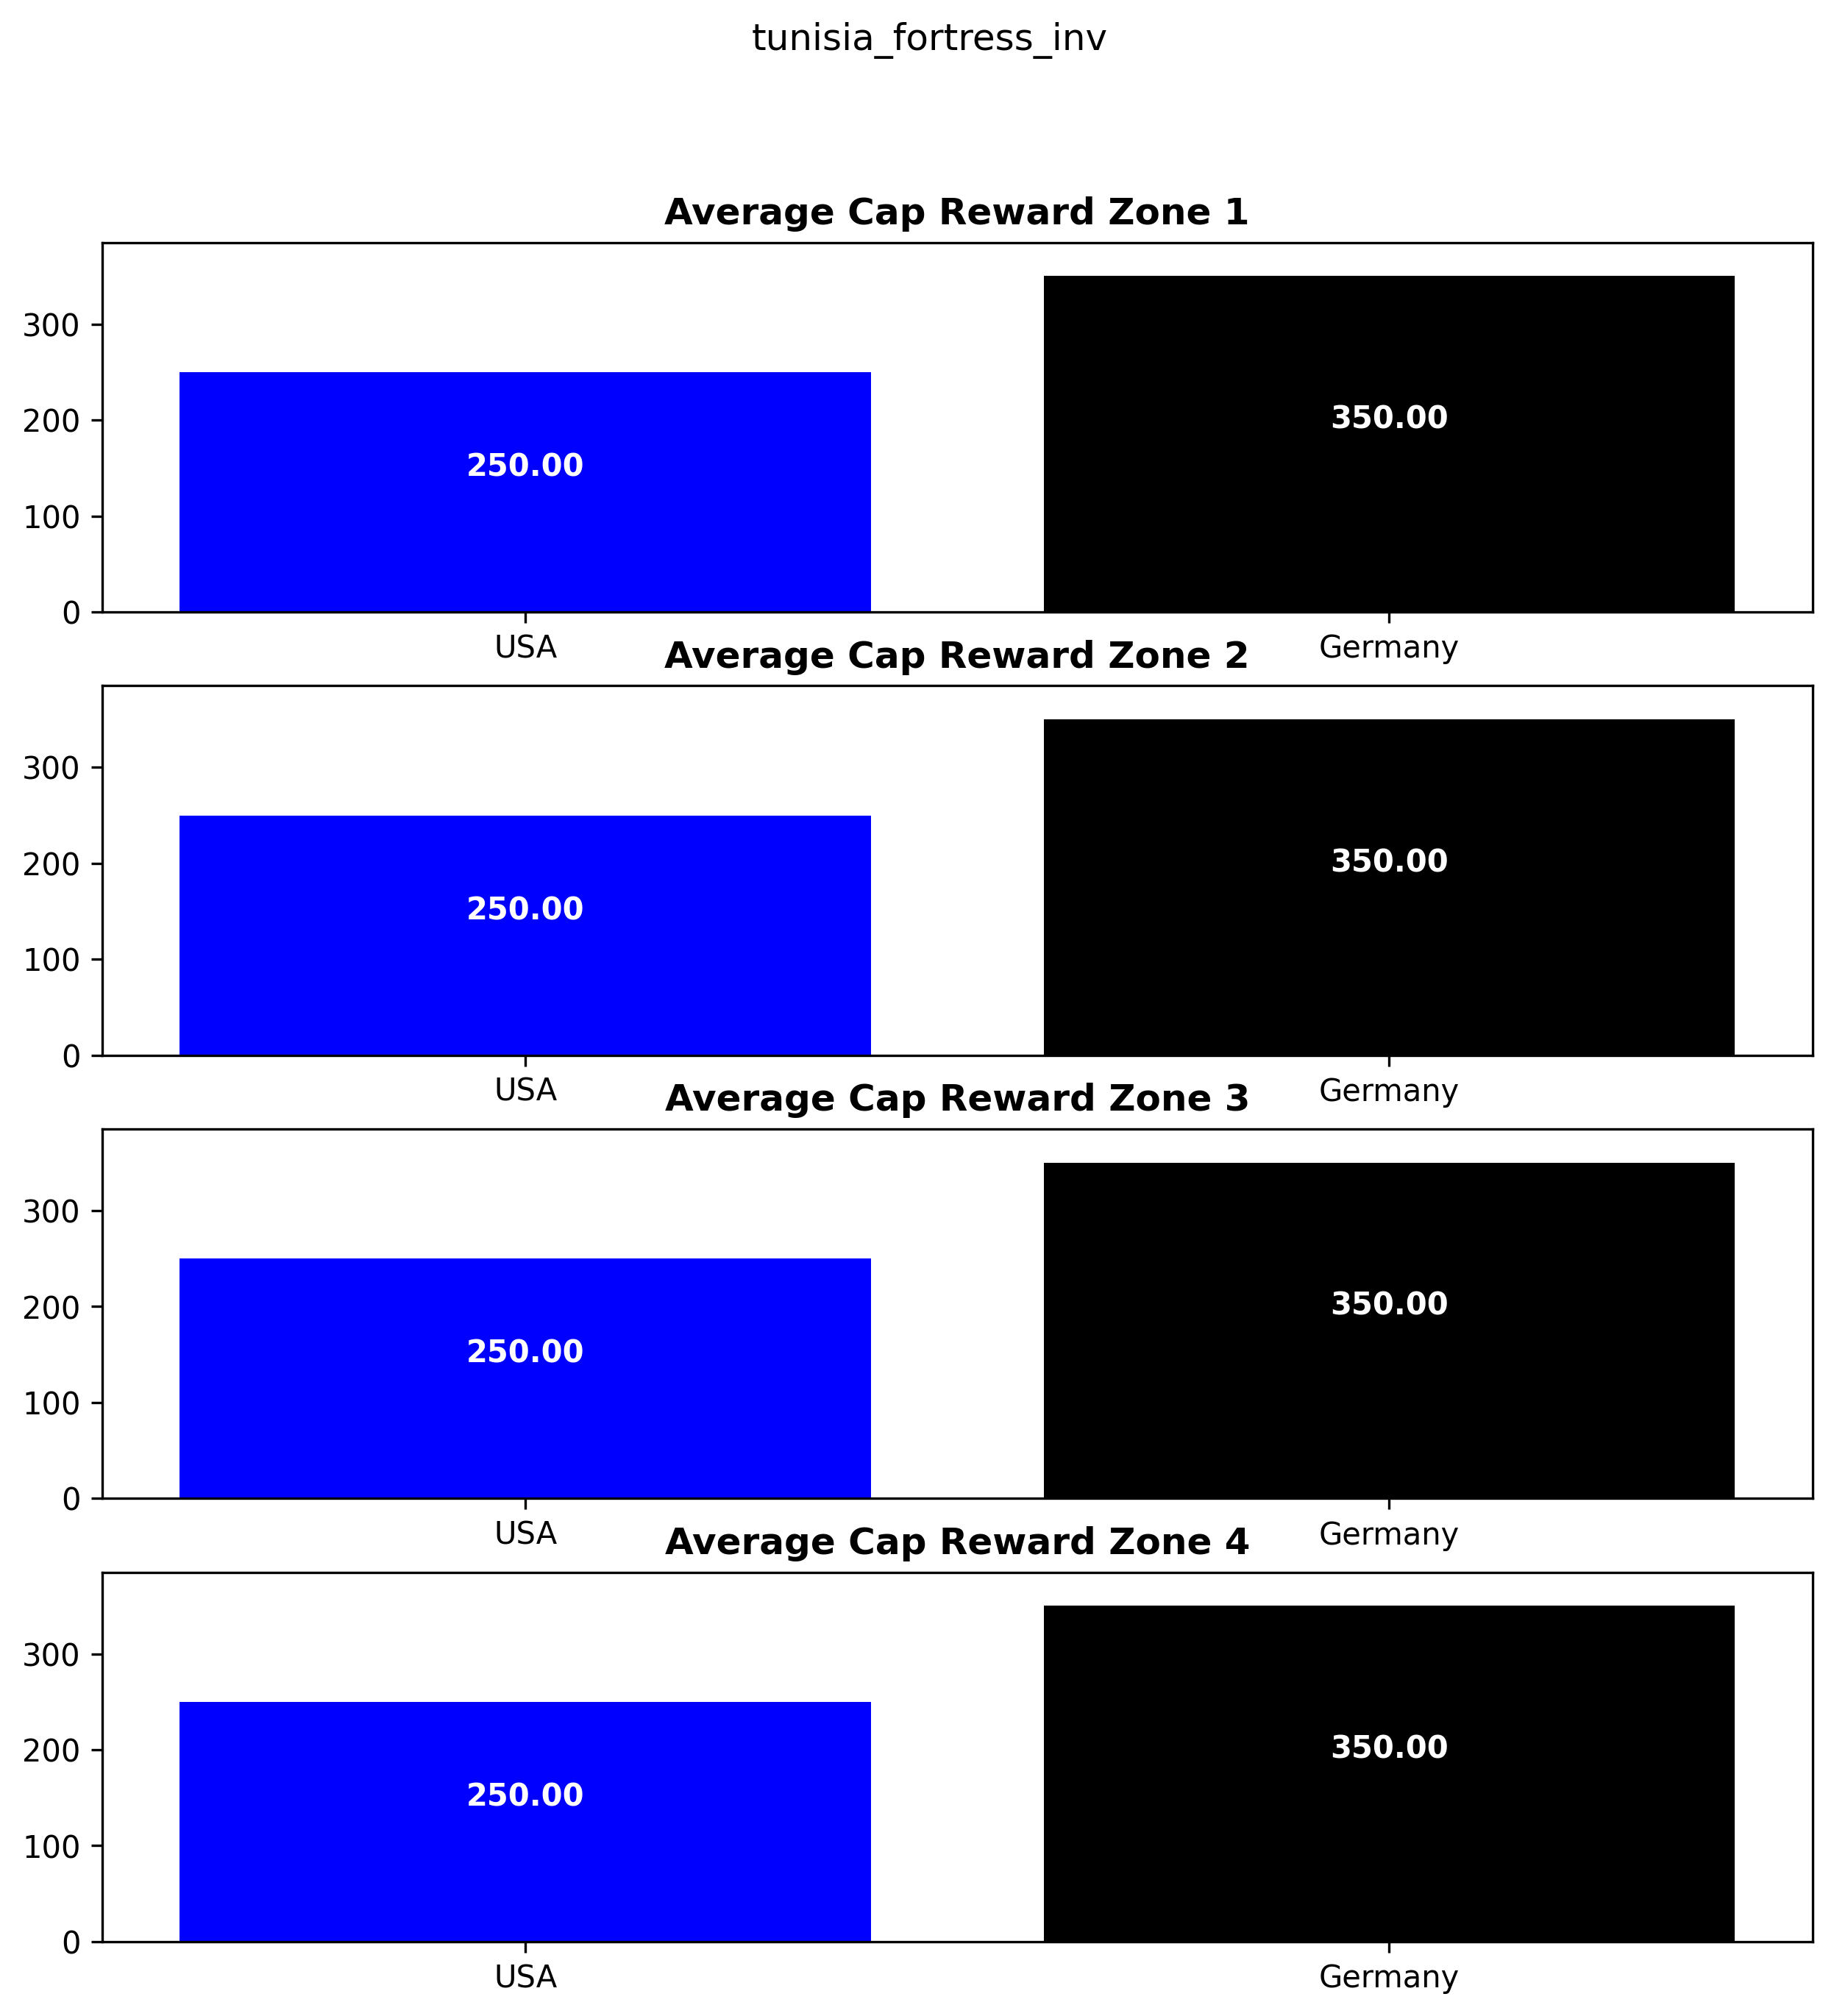 tunisia_fortress_inv
Average Cap Reward Zone 1
300
200
100
0
250.00
350.00
USA
Germany
Average Cap Reward Zone 2
300
200
100
0
250.00
350.00
USA
Germany
Average Cap Reward Zone 3
300
200
100
0
250.00
350.00
USA
Germany
Average Cap Reward Zone 4
300
200
100
0
250.00
350.00
USA
Germany